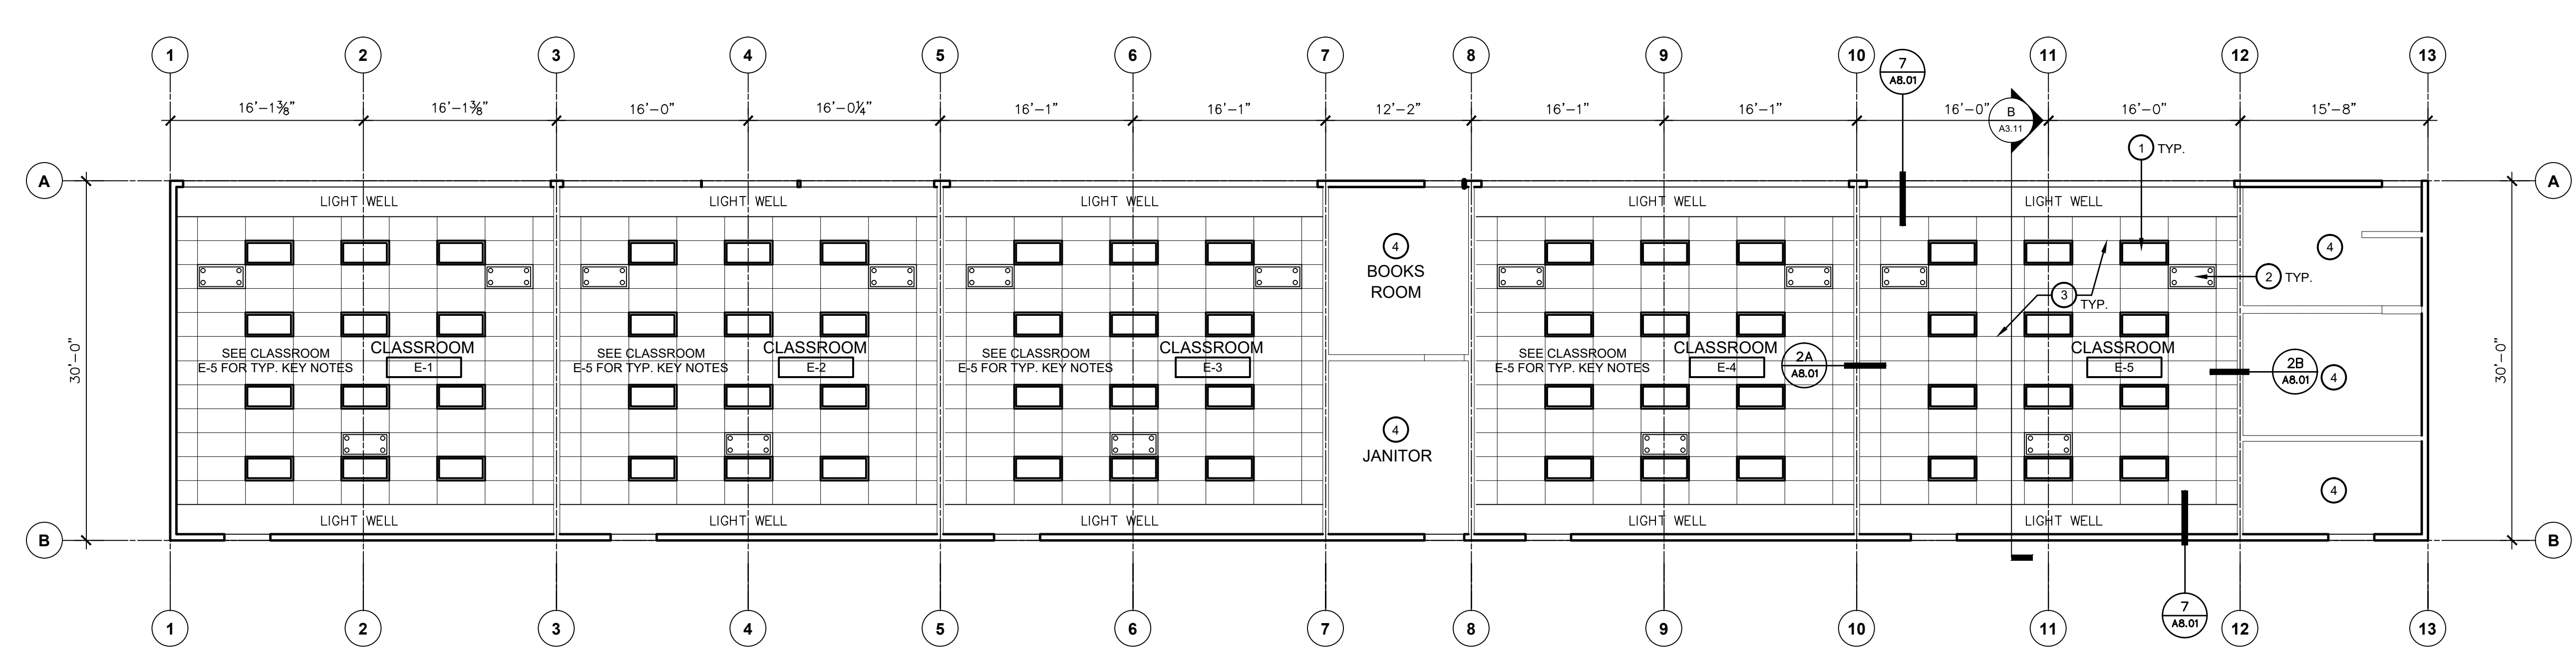 1 2 3 4 5 6 7 8 9 10 11 12 13
7
A8.01
16'-1⅜" 16'-1⅜" 16'-0" 16'-0¼" 16'-1" 16'-1" 12'-2" 16'-1" 16'-1" 16'-0" 16'-0" 15'-8"
B
A3.11
1 TYP.
A A
LIGHT WELL LIGHT WELL LIGHT WELL LIGHT WELL LIGHT WELL
4
BOOKS
ROOM
4
2 TYP.
3
TYP.
30'-0"
CLASSROOM
E-1
SEE CLASSROOM
E-5 FOR TYP. KEY NOTES
CLASSROOM
E-2
SEE CLASSROOM
E-5 FOR TYP. KEY NOTES
CLASSROOM
E-3
SEE CLASSROOM
E-5 FOR TYP. KEY NOTES
CLASSROOM
E-4
SEE CLASSROOM
E-5 FOR TYP. KEY NOTES
2A
A8.01
CLASSROOM
E-5
2B
A8.01
4
30'-0"
4
JANITOR
4
LIGHT WELL LIGHT WELL LIGHT WELL LIGHT WELL LIGHT WELL
B B
7
A8.01
1 2 3 4 5 6 7 8 9 10 11 12 13